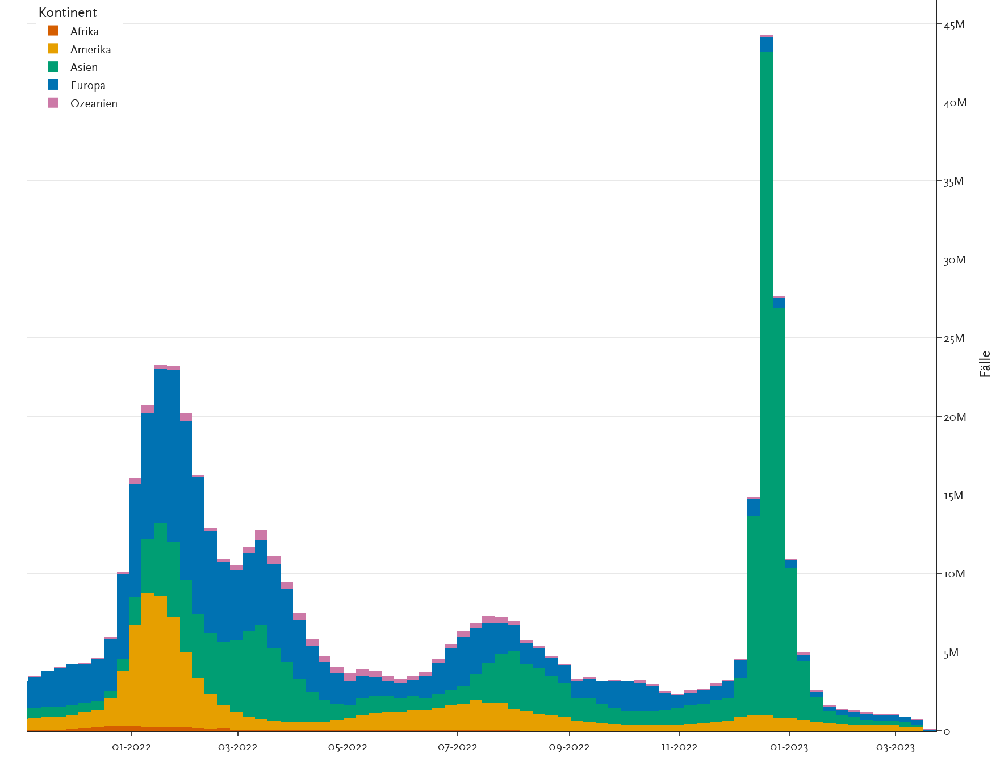 Kontinent
Afrika
Amerika
Asien
Europa
Ozeanien
45M
40M
35M
30M
25M
20M
15M
10M
5M
0
Fälle
01-2022 03-2022 05-2022 07-2022 09-2022 11-2022 01-2023 03-2023